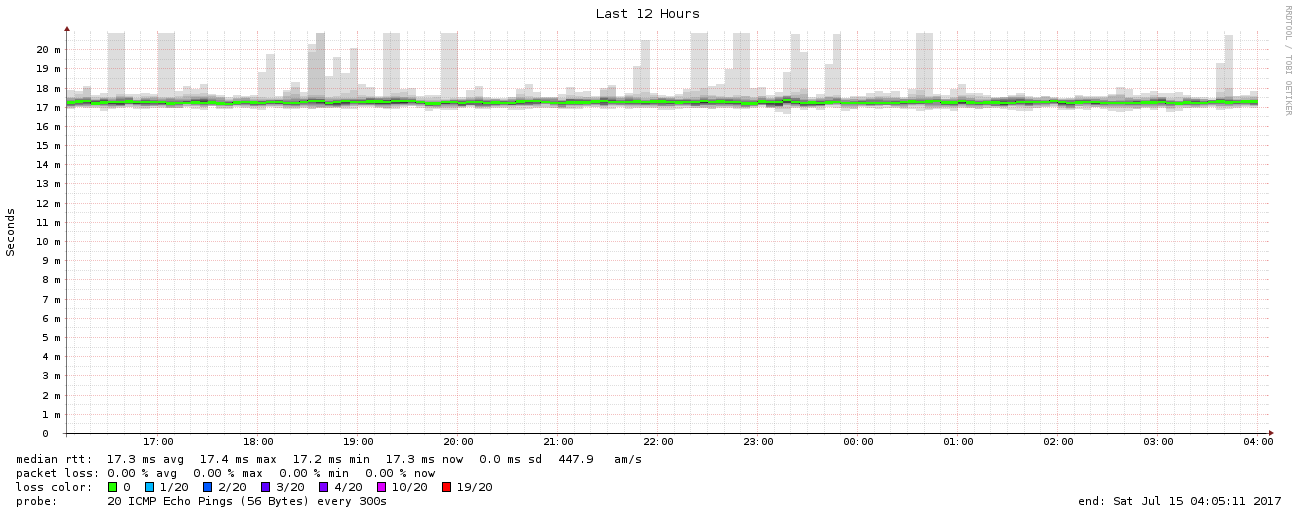 Last 12 Hours
RRDTOOL / TOBI OETIKER
Seconds
20 m
19 m
18 m
17 m
16 m
15 m
14 m
13 m
12 m
11 m
10 m
9 m
8 m
7 m
6 m
5 m
4 m
3 m
2 m
1 m
0
17:00 18:00 19:00 20:00 21:00 22:00 23:00 00:00 01:00 02:00 03:00 04:00
median rtt: 17.3 ms avg 17.4 ms max 17.2 ms min 17.3 ms now 0.0 ms sd 447.9 am/s
packet loss: 0.00 % avg 0.00 % max 0.00 % min 0.00 % now
loss color: 0 1/20 2/20 3/20 4/20 10/20 19/20
probe: 20 ICMP Echo Pings (56 Bytes) every 300s end: Sat Jul 15 04:05:11 2017